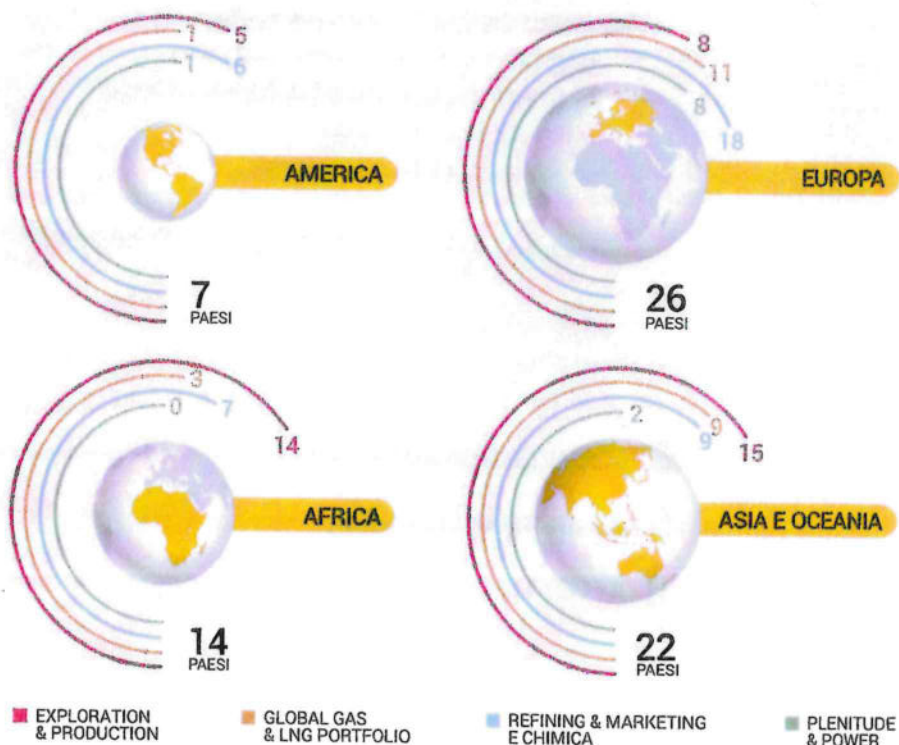 5
1
6
1
AMERICA
7
PAESI
8
11
8
18
EUROPA
26
PAESI
3
0
7
14
AFRICA
14
PAESI
2
9
9
15
ASIA E OCEANIA
22
PAESI
EXPLORATION
& PRODUCTION
GLOBAL GAS
& LNG PORTFOLIO
REFINING & MARKETING
E CHIMICA
PLENITUDE
& POWER